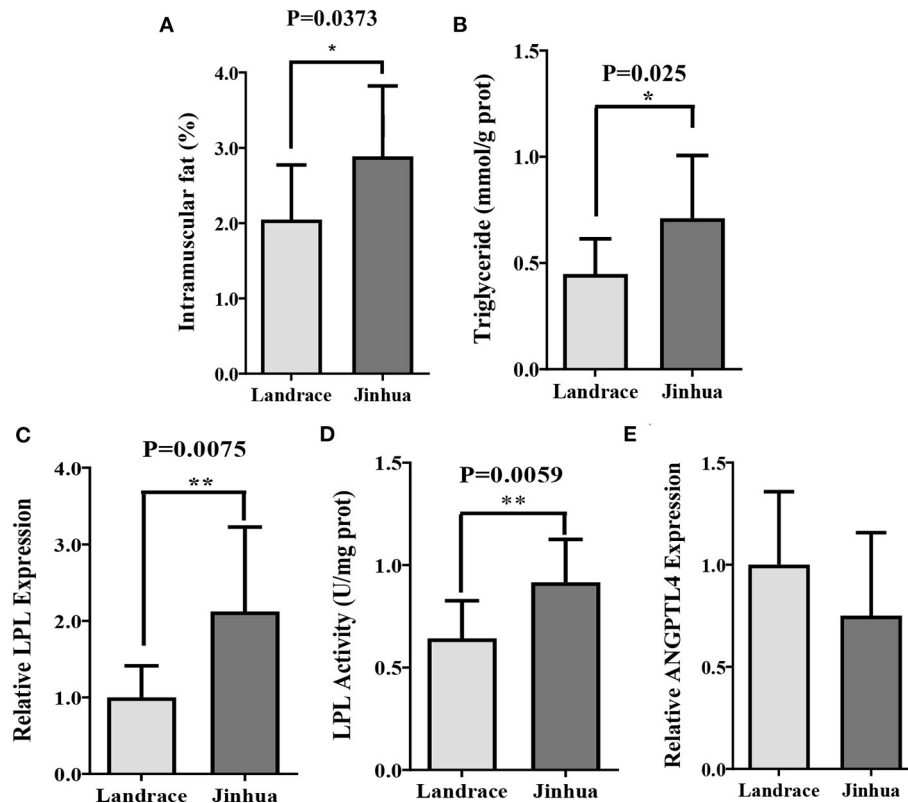 A
P=0.0373
*
Intramuscular fat (%)
4.0
3.0
2.0
1.0
0.0
Landrace Jinhua
B
P=0.025
*
Triglyceride (mmol/g prot)
1.5
1.0
0.5
0.0
Landrace Jinhua
C
P=0.0075
**
Relative LPL Expression
4.0
3.0
2.0
1.0
0.0
Landrace Jinhua
D
P=0.0059
**
LPL Activity (U/mg prot)
1.5
1.0
0.5
0.0
Landrace Jinhua
E
Relative ANGPTL4 Expression
1.5
1.0
0.5
0.0
Landrace Jinhua